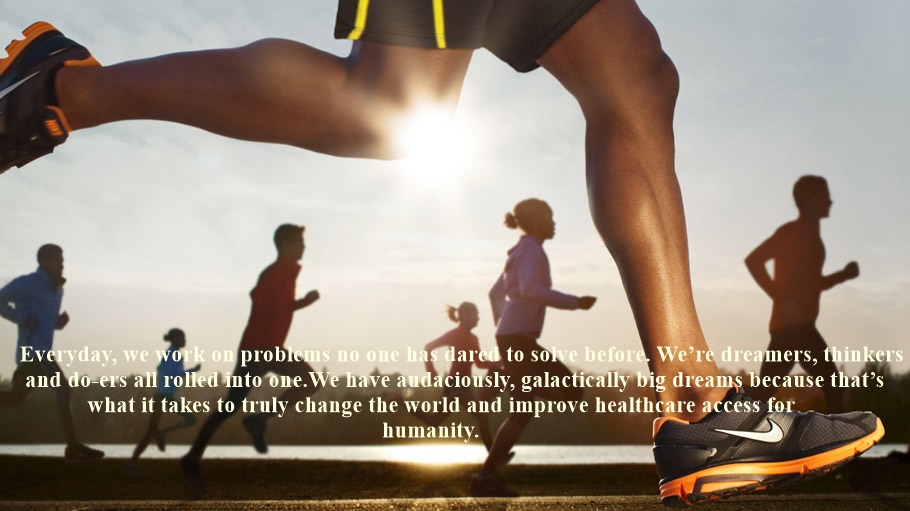 Everyday, we work on problems no one has dared to solve before. We’re dreamers, thinkers
and do-ers all rolled into one.We have audaciously, galactically big dreams because that’s
what it takes to truly change the world and improve healthcare access for
humanity.